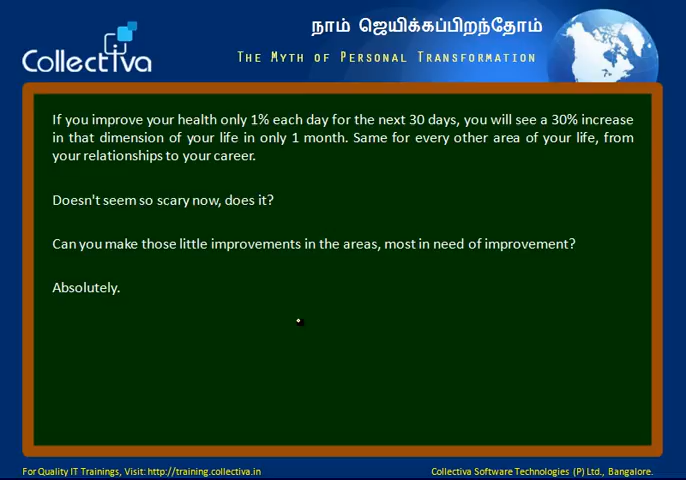 நாம் ஜெயிக்கப்பிறந்தோம்
Collectiva
The Myth of Personal Transformation
If you improve your health only 1% each day for the next 30 days, you will see a 30% increase
in that dimension of your life in only 1 month. Same for every other area of your life, from
your relationships to your career.
Doesn't seem so scary now, does it?
Can you make those little improvements in the areas, most in need of improvement?
Absolutely.
For Quality IT Trainings, Visit: http://training.collectiva.in
Collectiva Software Technologies (P) Ltd., Bangalore.